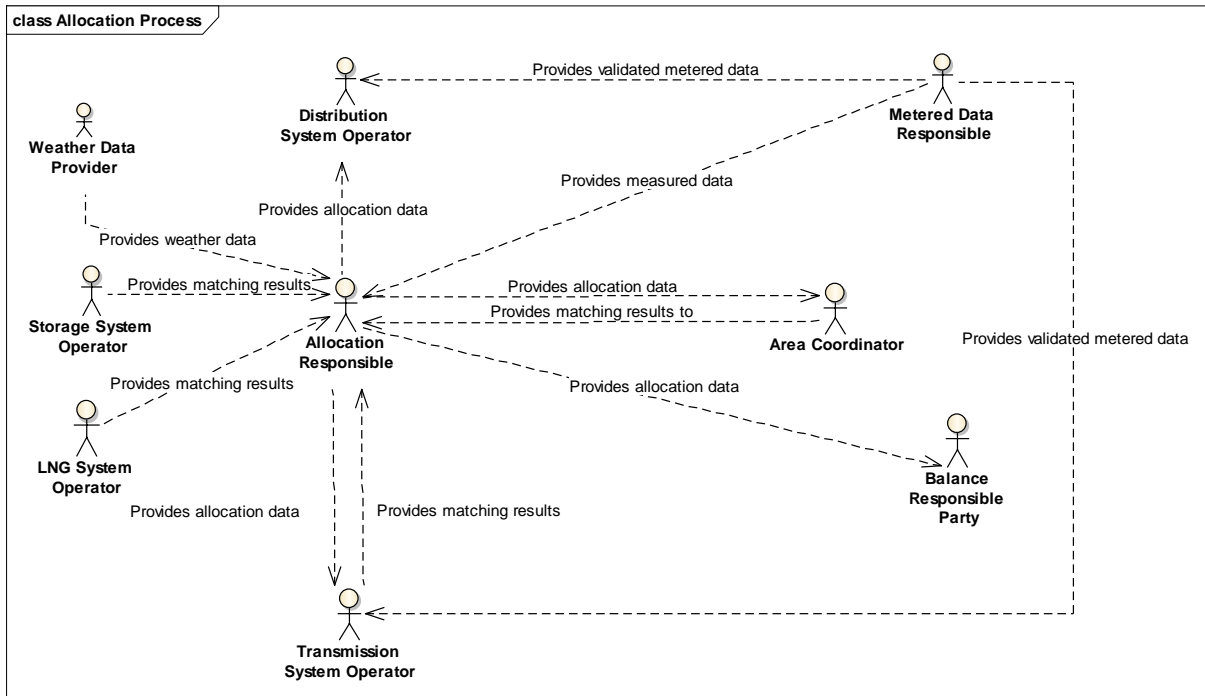 class Allocation Process
Provides validated metered data
Distribution
System Operator
Metered Data
Responsible
Weather Data
Provider
Provides measured data
Provides allocation data
Provides weather data
Provides matching results
Provides allocation data
Provides matching results to
Storage System
Operator
Allocation
Responsible
Area Coordinator
Provides validated metered data
Provides matching results
Provides allocation data
LNG System
Operator
Balance
Responsible
Party
Provides allocation data
Provides matching results
Transmission
System Operator